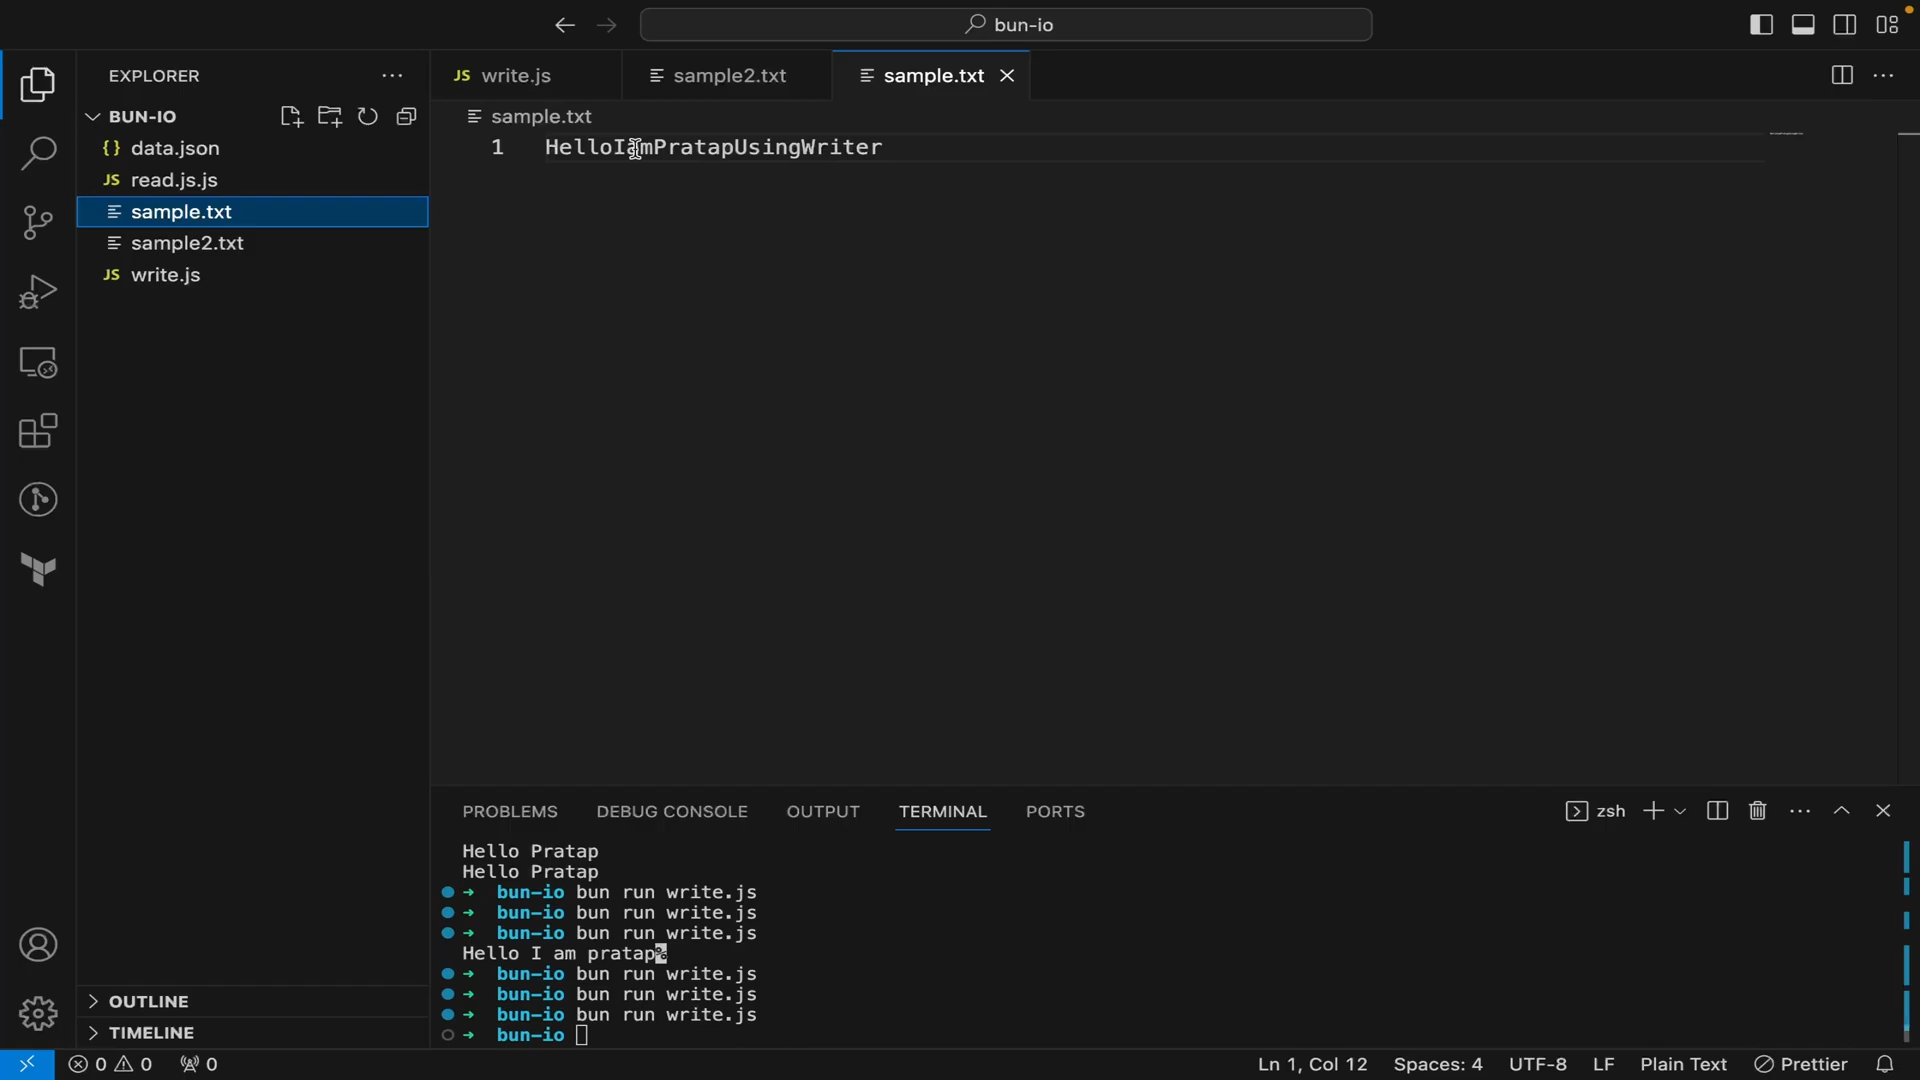 bun-io
EXPLORER
BUN-IO
{} data.json
JS read.js.js
sample.txt
sample2.txt
JS write.js
OUTLINE
TIMELINE
JS write.js
sample2.txt
sample.txt
sample.txt
1 HelloIamPratapUsingWriter
PROBLEMS DEBUG CONSOLE OUTPUT TERMINAL PORTS
zsh
Hello Pratap
Hello Pratap
➜ bun-io bun run write.js
➜ bun-io bun run write.js
➜ bun-io bun run write.js
Hello I am pratap%
➜ bun-io bun run write.js
➜ bun-io bun run write.js
➜ bun-io bun run write.js
➜ bun-io
0 0 0 Ln 1, Col 12 Spaces: 4 UTF-8 LF Plain Text Prettier